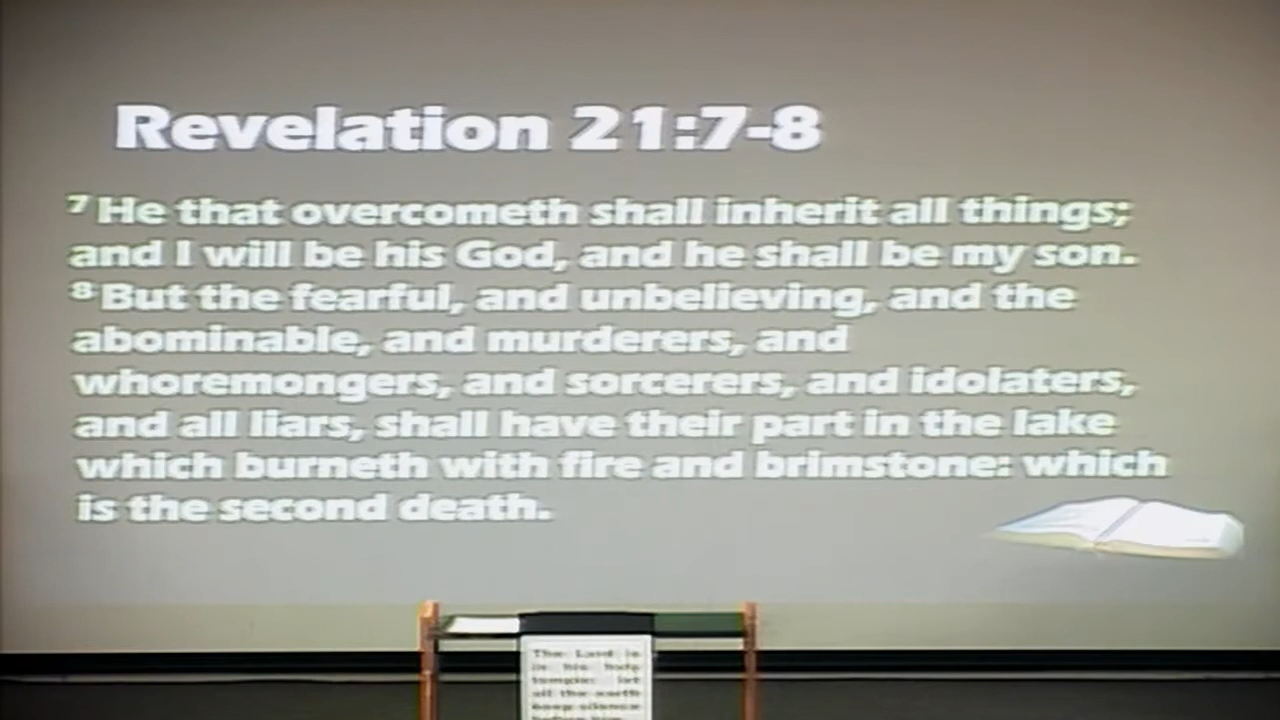 Revelation 21:7-8
7 He that overcometh shall inherit all things;
and I will be his God, and he shall be my son.
8 But the fearful, and unbelieving, and the
abominable, and murderers, and
whoremongers, and sorcerers, and idolaters,
and all liars, shall have their part in the lake
which burneth with fire and brimstone: which
is the second death.
The Lord is
in his holy
temple: let
all the earth
keep silence
before him